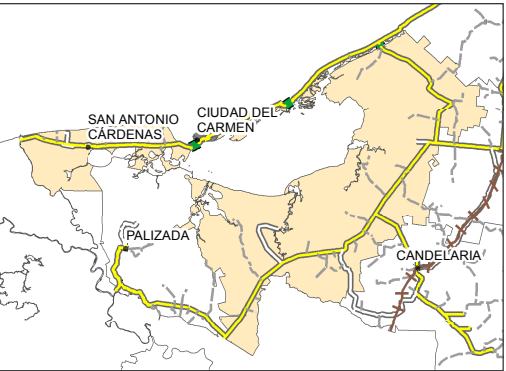 SAN ANTONIO
CÁRDENAS
CIUDAD DEL
CARMEN
PALIZADA
CANDELARIA